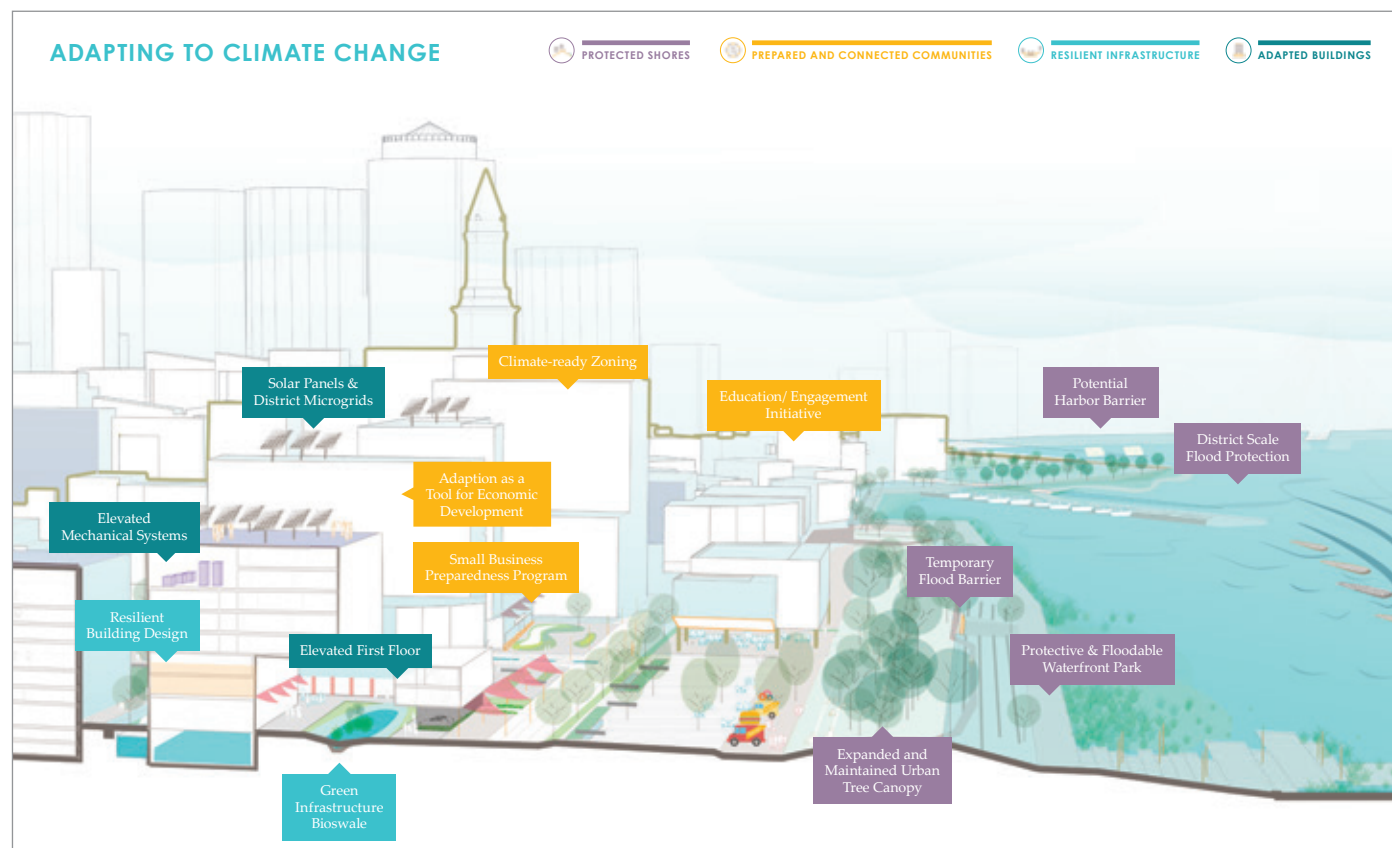 ADAPTING TO CLIMATE CHANGE
PROTECTED SHORES
PREPARED AND CONNECTED COMMUNITIES
RESILIENT INFRASTRUCTURE
ADAPTED BUILDINGS
Climate-ready Zoning
Solar Panels &
District Microgrids
Education/ Engagement
Initiative
Potential
Harbor Barrier
District Scale
Flood Protection
Adaption as a
Tool for Economic
Development
Elevated
Mechanical Systems
Small Business
Preparedness Program
Temporary
Flood Barrier
Resilient
Building Design
Elevated First Floor
Protective & Floodable
Waterfront Park
Expanded and
Maintained Urban
Tree Canopy
Green
Infrastructure
Bioswale